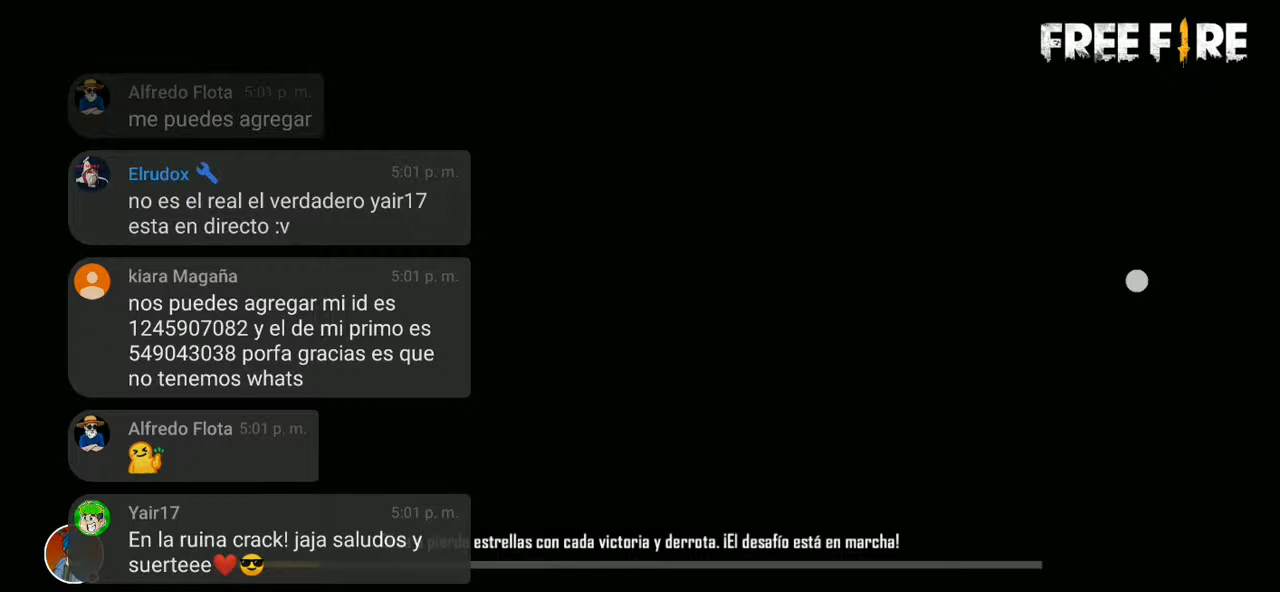 FREE FIRE
Alfredo Flota 5:01 p. m.
me puedes agregar
Elrudox 5:01 p. m.
no es el real el verdadero yair17
esta en directo :v
kiara Magaña 5:01 p. m.
nos puedes agregar mi id es
1245907082 y el de mi primo es
549043038 porfa gracias es que
no tenemos whats
Alfredo Flota 5:01 p. m.
Yair17 5:01 p. m.
En la ruina crack! jaja saludos y
suerteee❤️😎
pierde estrellas con cada victoria y derrota. ¡El desafío está en marcha!